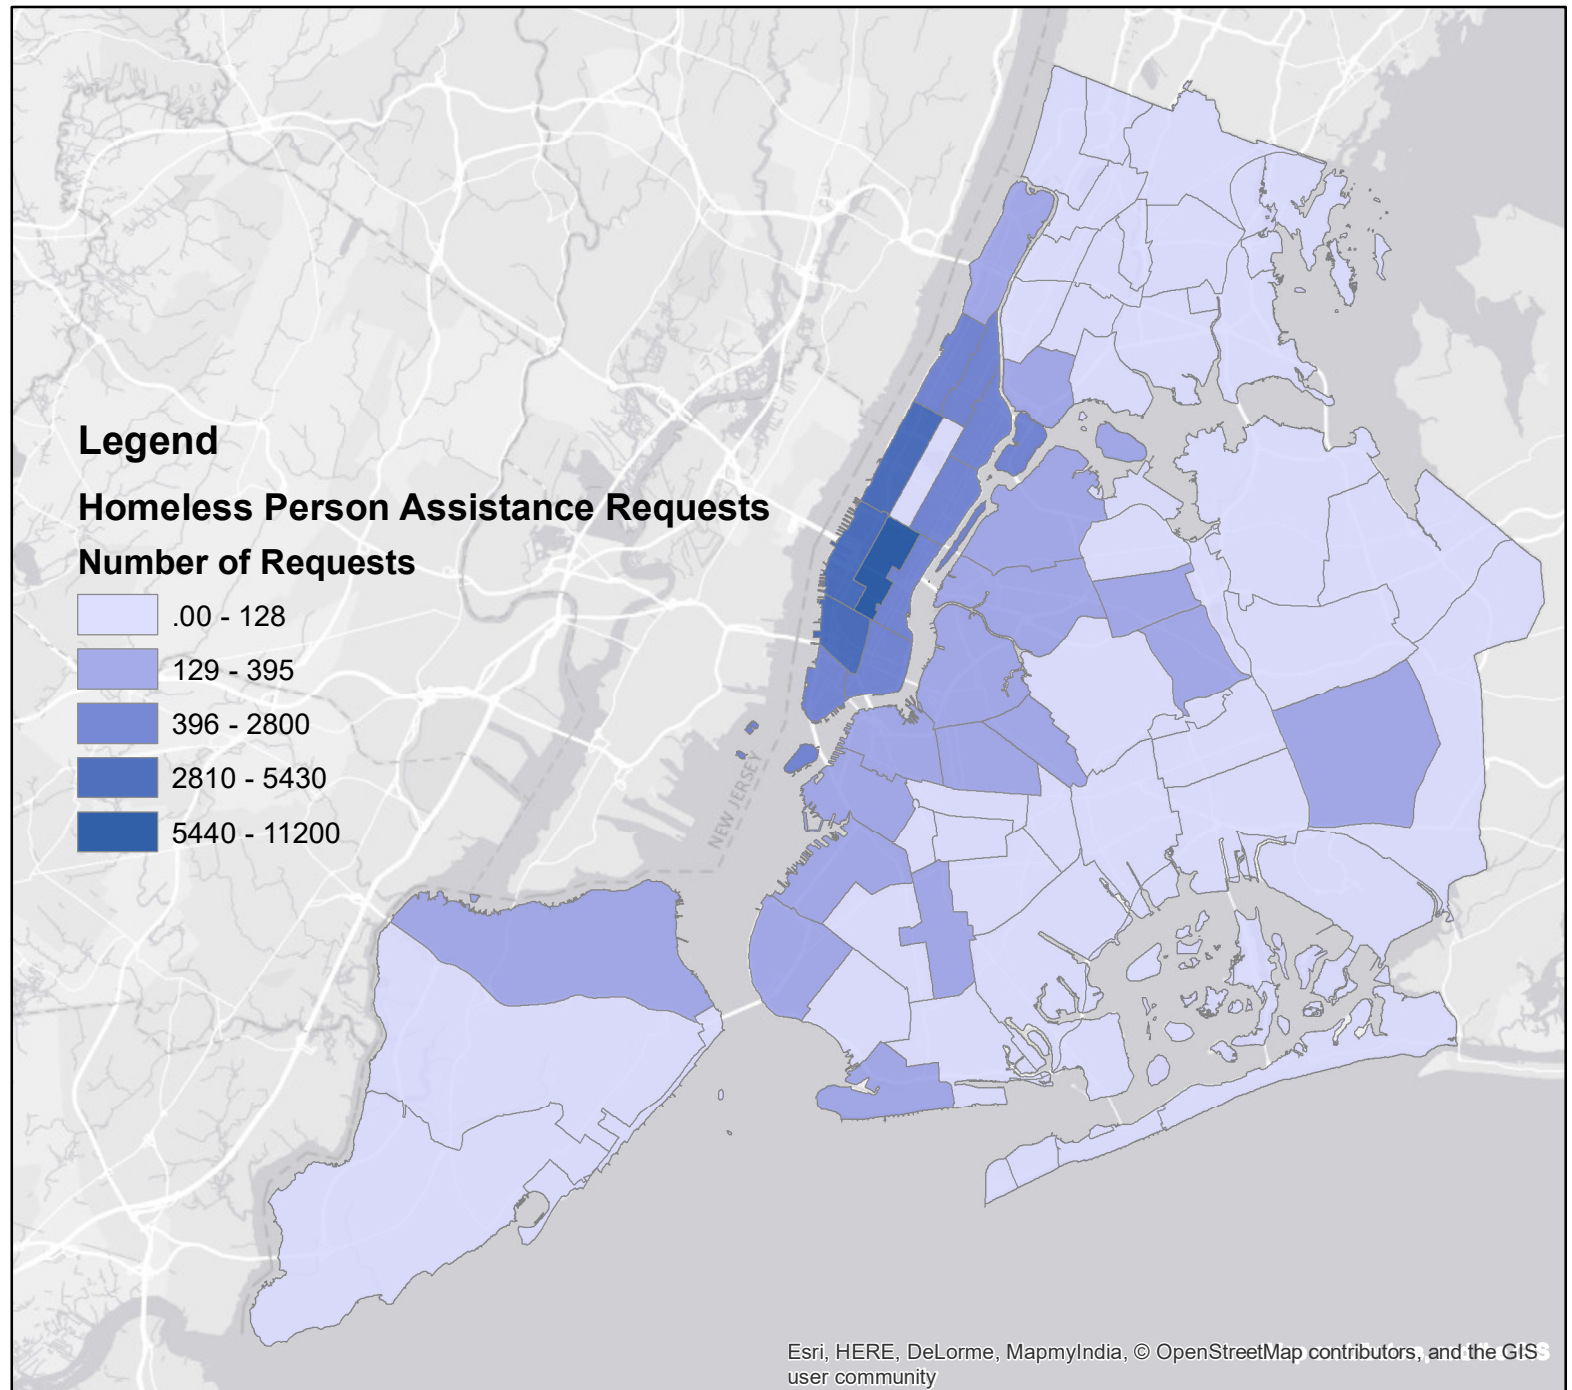 Legend
Homeless Person Assistance Requests
Number of Requests
.00 - 128
129 - 395
396 - 2800
2810 - 5430
5440 - 11200
NEW JERSEY
Esri, HERE, DeLorme, MapmyIndia, © OpenStreetMap contributors, and the GIS
user community